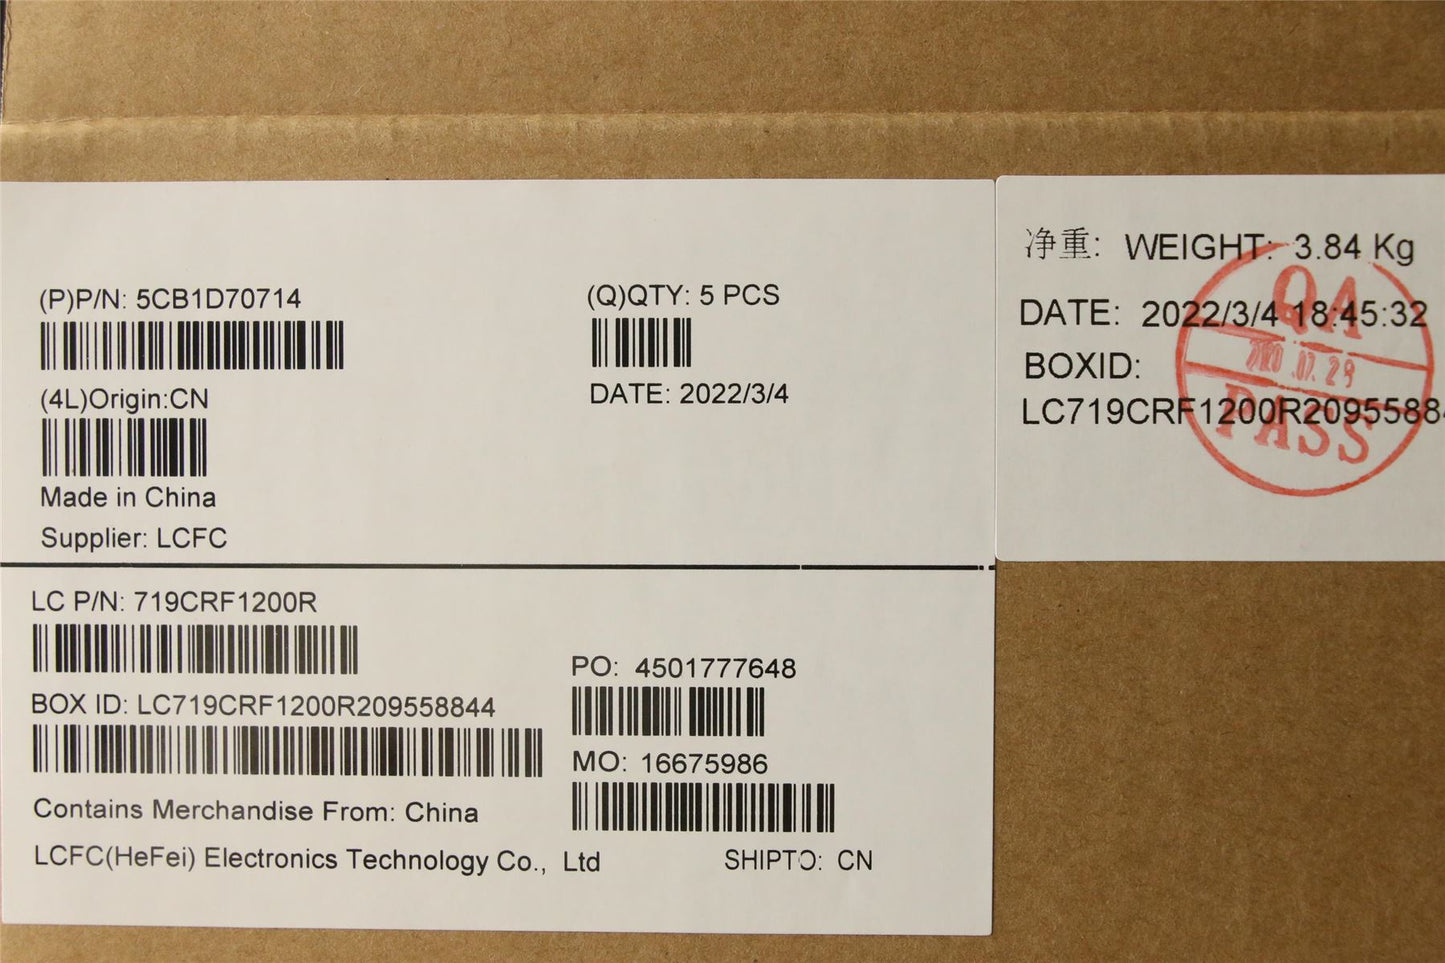 (P)P/N: 5CB1D70714
(Q)QTY: 5 PCS
(4L)Origin:CN
DATE: 2022/3/4
Made in China
Supplier: LCFC
LC P/N: 719CRF1200R
PO: 4501777648
BOX ID: LC719CRF1200R209558844
MO: 16675986
Contains Merchandise From: China
LCFC(HeFei) Electronics Technology Co., Ltd
SHIPTO: CN
净重: WEIGHT: 3.84 Kg
DATE: 2022/3/4 18:45:32
BOXID:
LC719CRF1200R20955884
QA
PASS